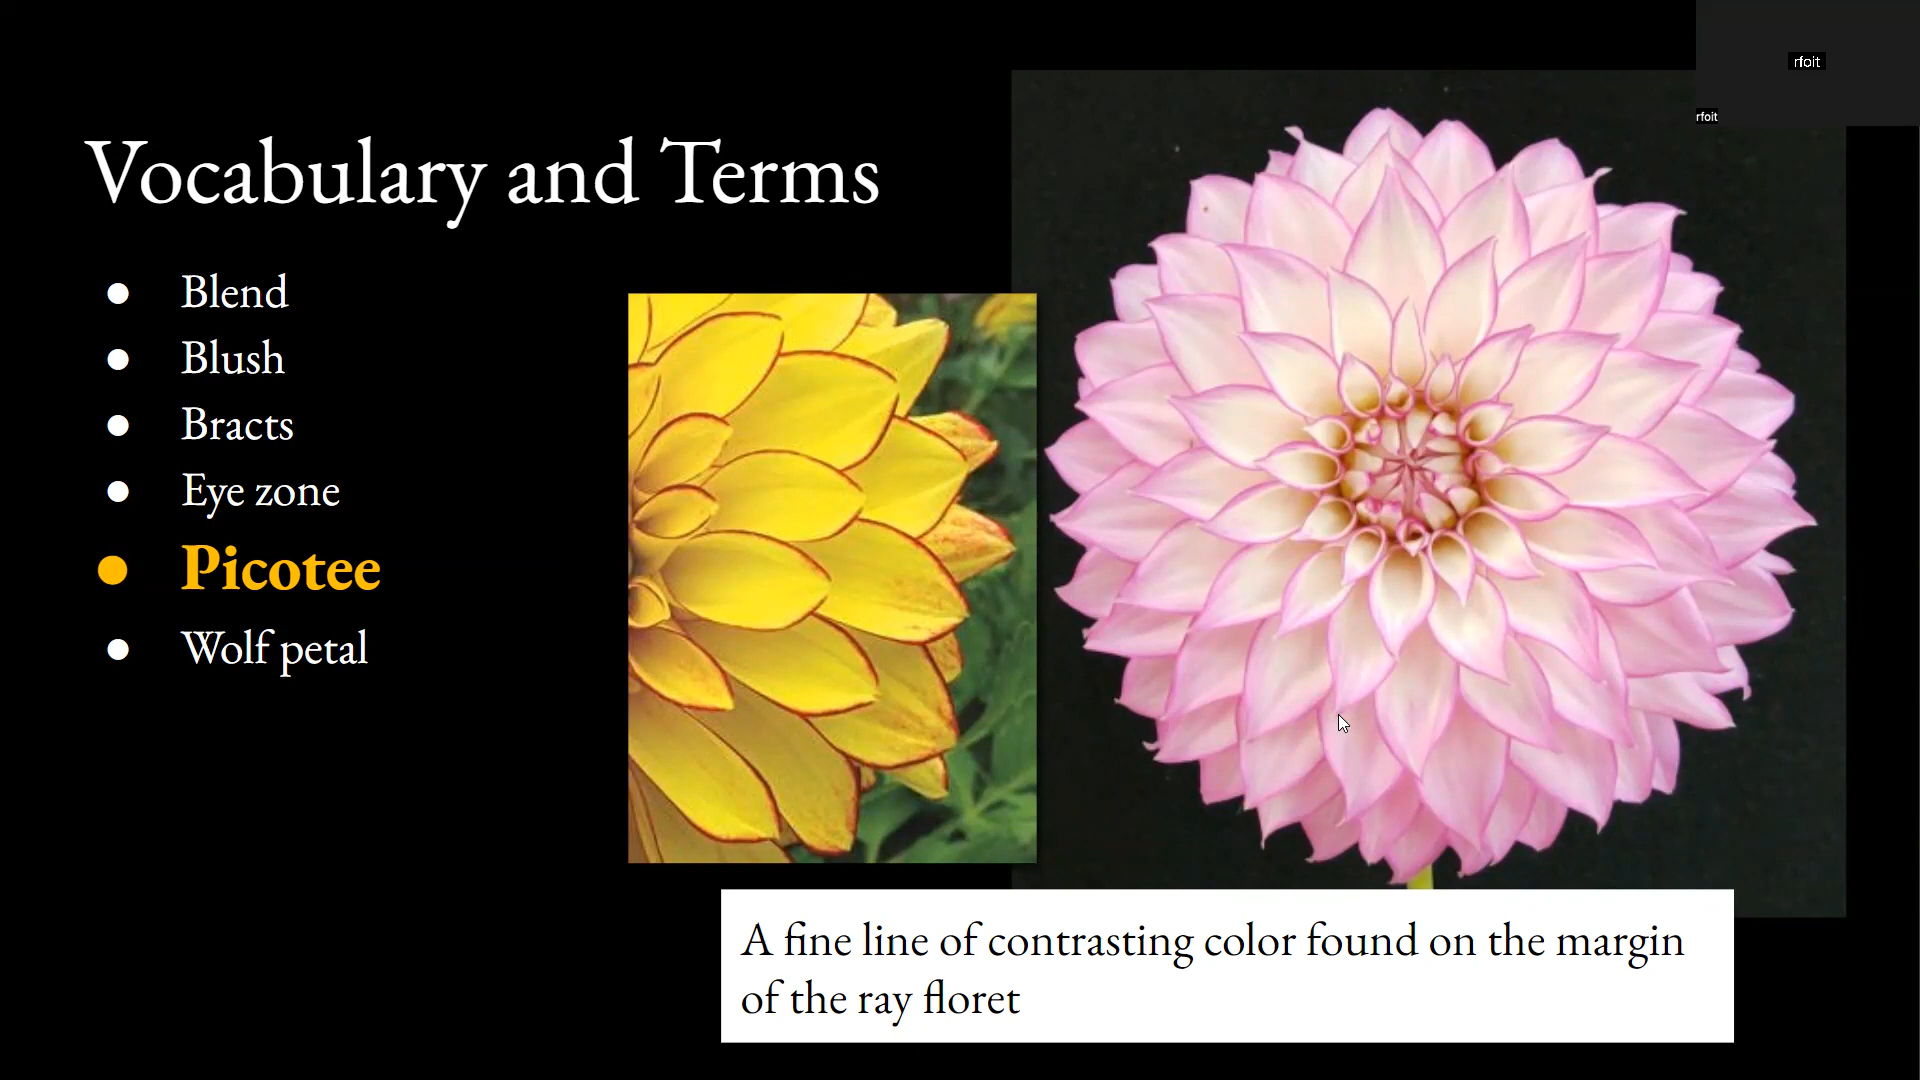 rfoit
rfoit
Vocabulary and Terms
● Blend
● Blush
● Bracts
● Eye zone
● Picotee
● Wolf petal
A fine line of contrasting color found on the margin
of the ray floret